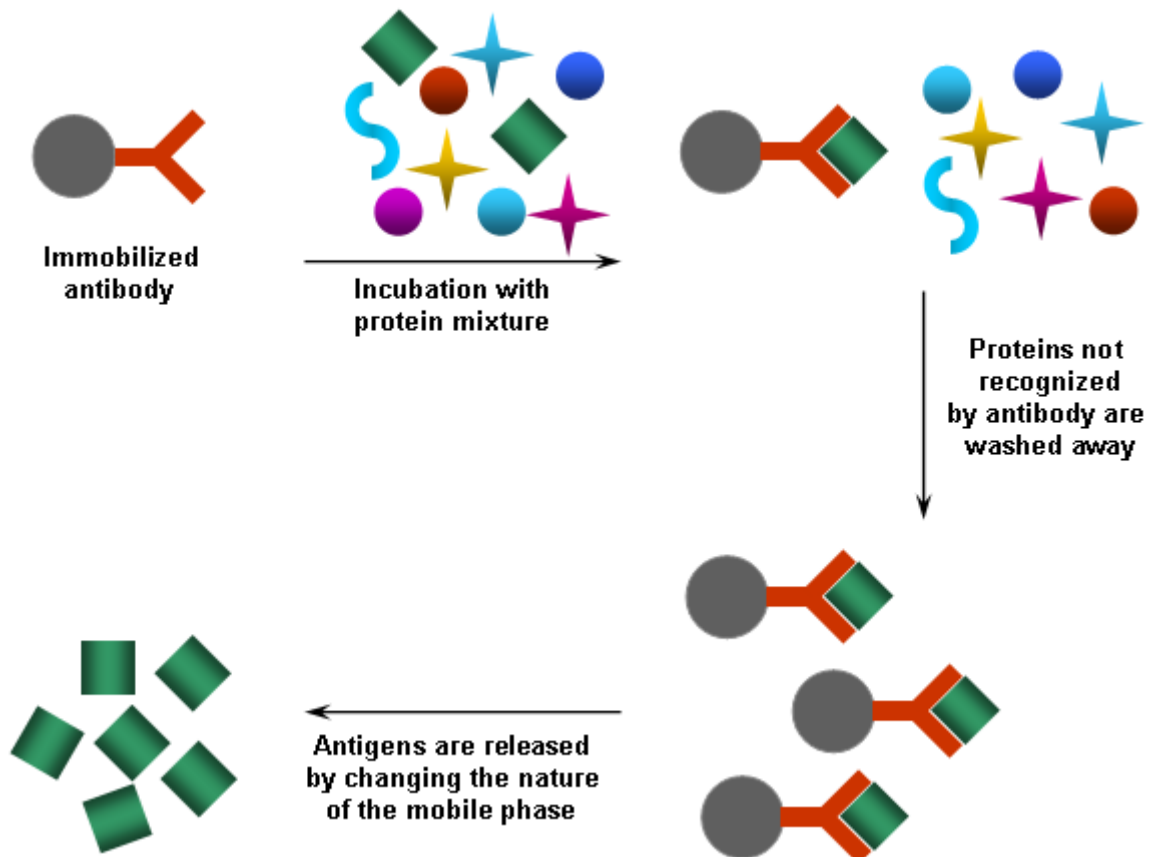 Immobilized
antibody
Incubation with
protein mixture
Proteins not
recognized
by antibody are
washed away
Antigens are released
by changing the nature
of the mobile phase